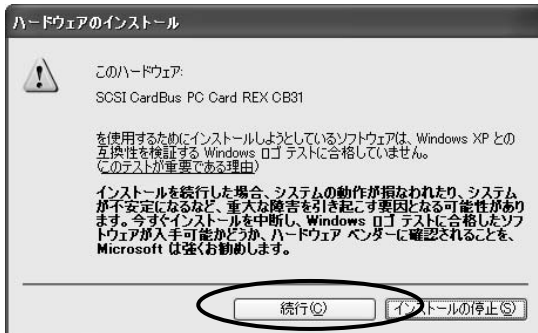 ハードウェアのインストール
このハードウェア:
SCSI CardBus PC Card REX CB31
を使用するためにインストールしようとしているソフトウェアは、Windows XP との
互換性を検証する Windows ロゴ テストに合格していません。
(このテストが重要である理由)
インストールを続行した場合、システムの動作が損なわれたり、システム
が不安定になるなど、重大な障害を引き起こす要因となる可能性があり
ます。今すぐインストールを中断し、Windows ロゴ テストに合格したソフ
トウェアが入手可能かどうか、ハードウェア ベンダーに確認されることを、
Microsoft は強くお勧めします。
続行(C) インストールの停止(S)